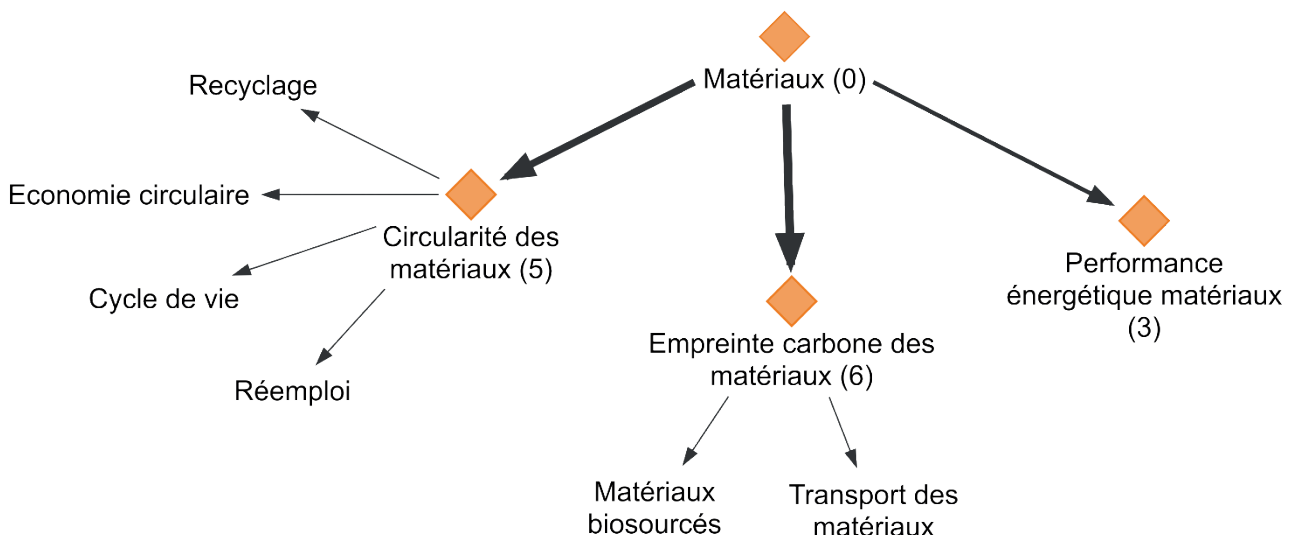 Matériaux (0)
Recyclage
Economie circulaire
Circularité des
matériaux (5)
Cycle de vie
Réemploi
Empreinte carbone des
matériaux (6)
Performance
énergétique matériaux
(3)
Matériaux
biosourcés
Transport des
matériaux